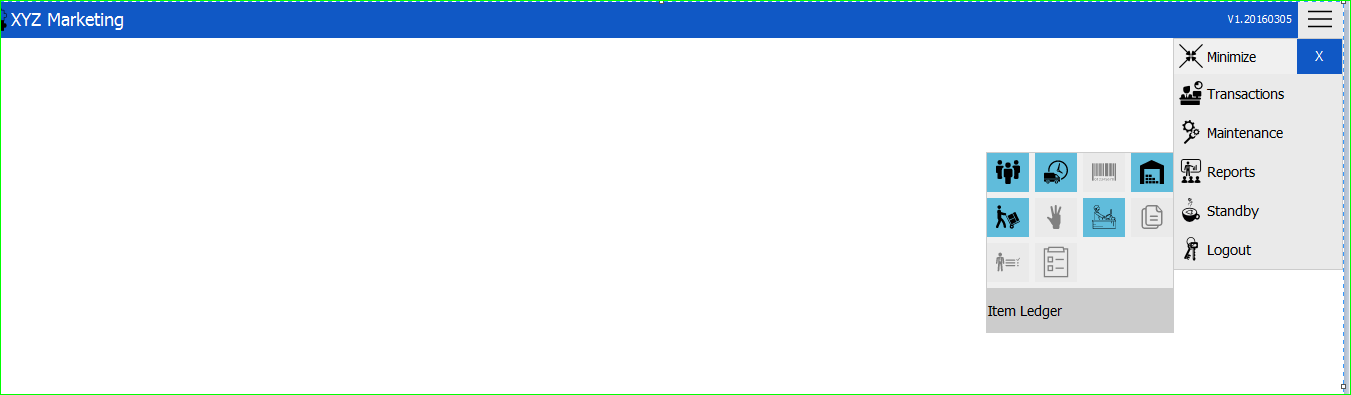 XYZ Marketing
V1.20160305
Minimize
X
Transactions
Maintenance
Reports
Standby
Logout
Item Ledger